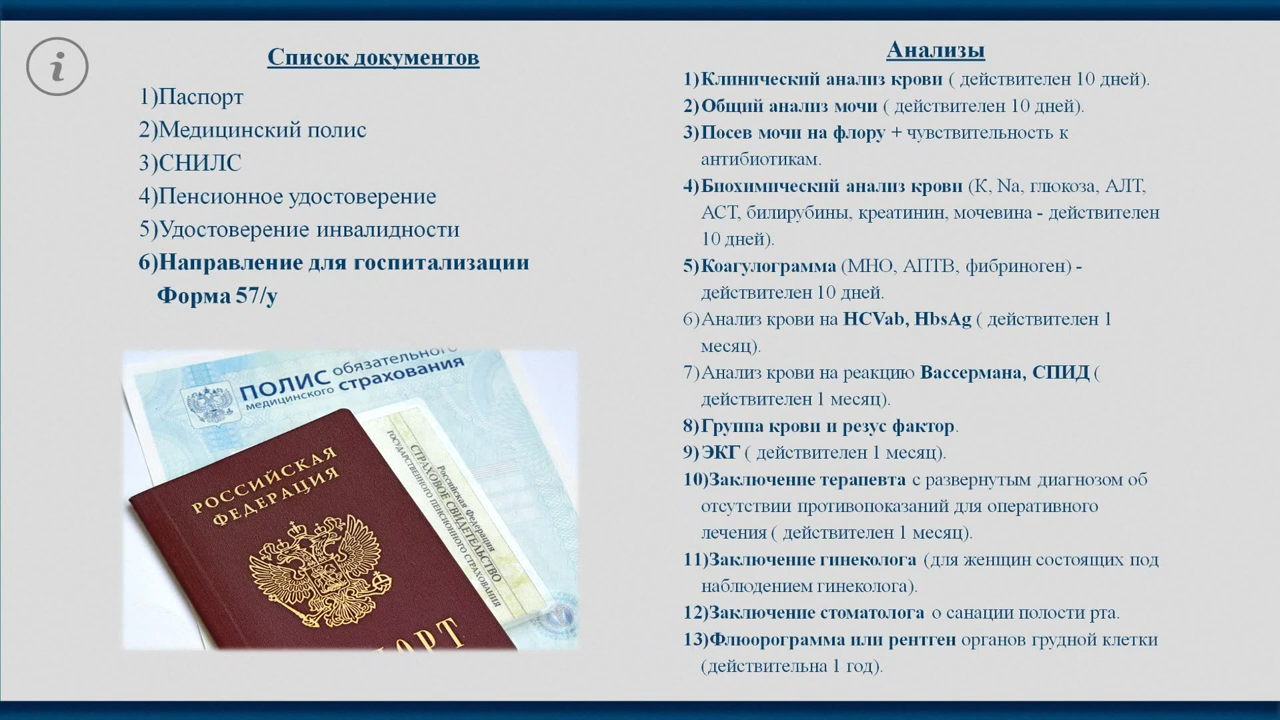 Список документов
1)Паспорт
2)Медицинский полис
3)СНИЛС
4)Пенсионное удостоверение
5)Удостоверение инвалидности
6)Направление для госпитализации
Форма 57/у
ПОЛИС обязательного
медицинского страхования
РОССИЙСКАЯ
ФЕДЕРАЦИЯ
Российская Федерация
СТРАХОВОЕ СВИДЕТЕЛЬСТВО
ГОСУДАРСТВЕННОГО ПЕНСИОННОГО СТРАХОВАНИЯ
Анализы
1)Клинический анализ крови ( действителен 10 дней).
2)Общий анализ мочи ( действителен 10 дней).
3)Посев мочи на флору + чувствительность к
антибиотикам.
4)Биохимический анализ крови (К, Na, глюкоза, АЛТ,
АСТ, билирубины, креатинин, мочевина - действителен
10 дней).
5)Коагулограмма (МНО, АПТВ, фибриноген) -
действителен 10 дней.
6)Анализ крови на HCVab, HbsAg ( действителен 1
месяц).
7)Анализ крови на реакцию Вассермана, СПИД (
действителен 1 месяц).
8)Группа крови и резус фактор.
9)ЭКГ ( действителен 1 месяц).
10)Заключение терапевта с развернутым диагнозом об
отсутствии противопоказаний для оперативного
лечения ( действителен 1 месяц).
11)Заключение гинеколога (для женщин состоящих под
наблюдением гинеколога).
12)Заключение стоматолога о санации полости рта.
13)Флюорограмма или рентген органов грудной клетки
(действительна 1 год).